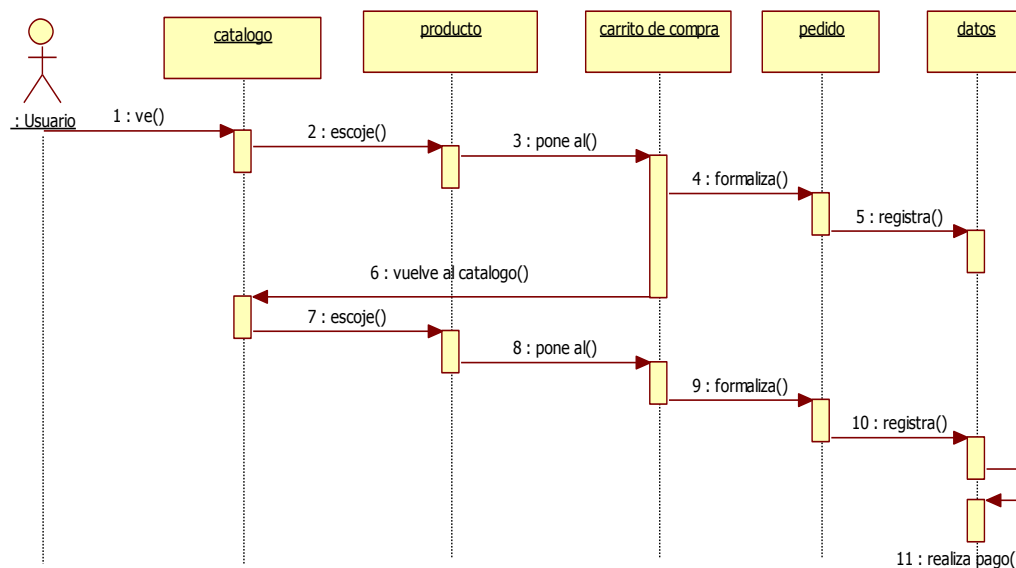 catalogo
producto
carrito de compra
pedido
datos
: Usuario
1 : ve()
2 : escoje()
3 : pone al()
4 : formaliza()
5 : registra()
6 : vuelve al catalogo()
7 : escoje()
8 : pone al()
9 : formaliza()
10 : registra()
11 : realiza pago(